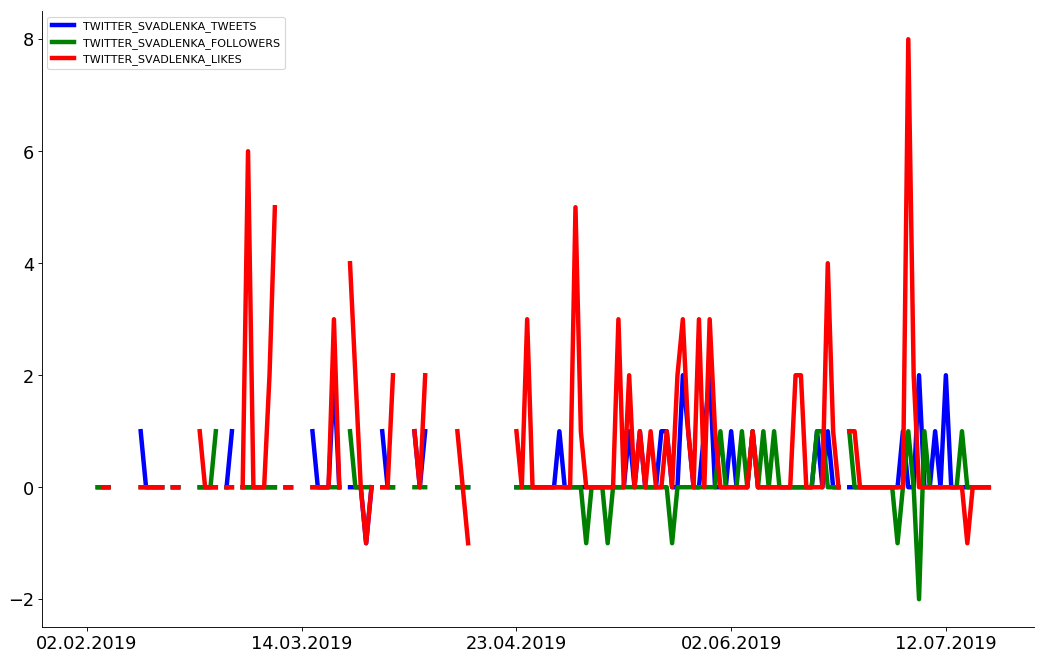 TWITTER_SVADLENKA_TWEETS
TWITTER_SVADLENKA_FOLLOWERS
TWITTER_SVADLENKA_LIKES
8
6
4
2
0
−2
02.02.2019 14.03.2019 23.04.2019 02.06.2019 12.07.2019